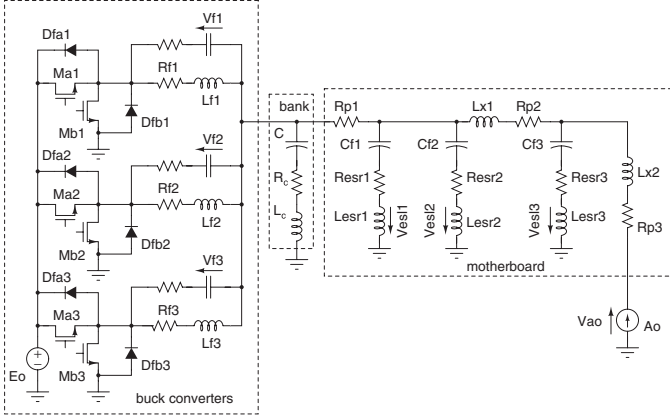 Vf1
Dfa1
Ma1
Rf1
Lf1
Mb1
Dfb1
Vf2
Dfa2
Ma2
Rf2
Lf2
Mb2
Dfb2
Vf3
Dfa3
Ma3
Rf3
Lf3
Mb3
Dfb3
Eo
+
−
buck converters
bank
C
Rc
Lc
Rp1
Lx1
Rp2
Cf1
Cf2
Cf3
Lx2
Resr1
Resr2
Resr3
Lesr1
Vesl1
Vesl2
Lesr2
Vesl3
Lesr3
Rp3
motherboard
Vao
Ao